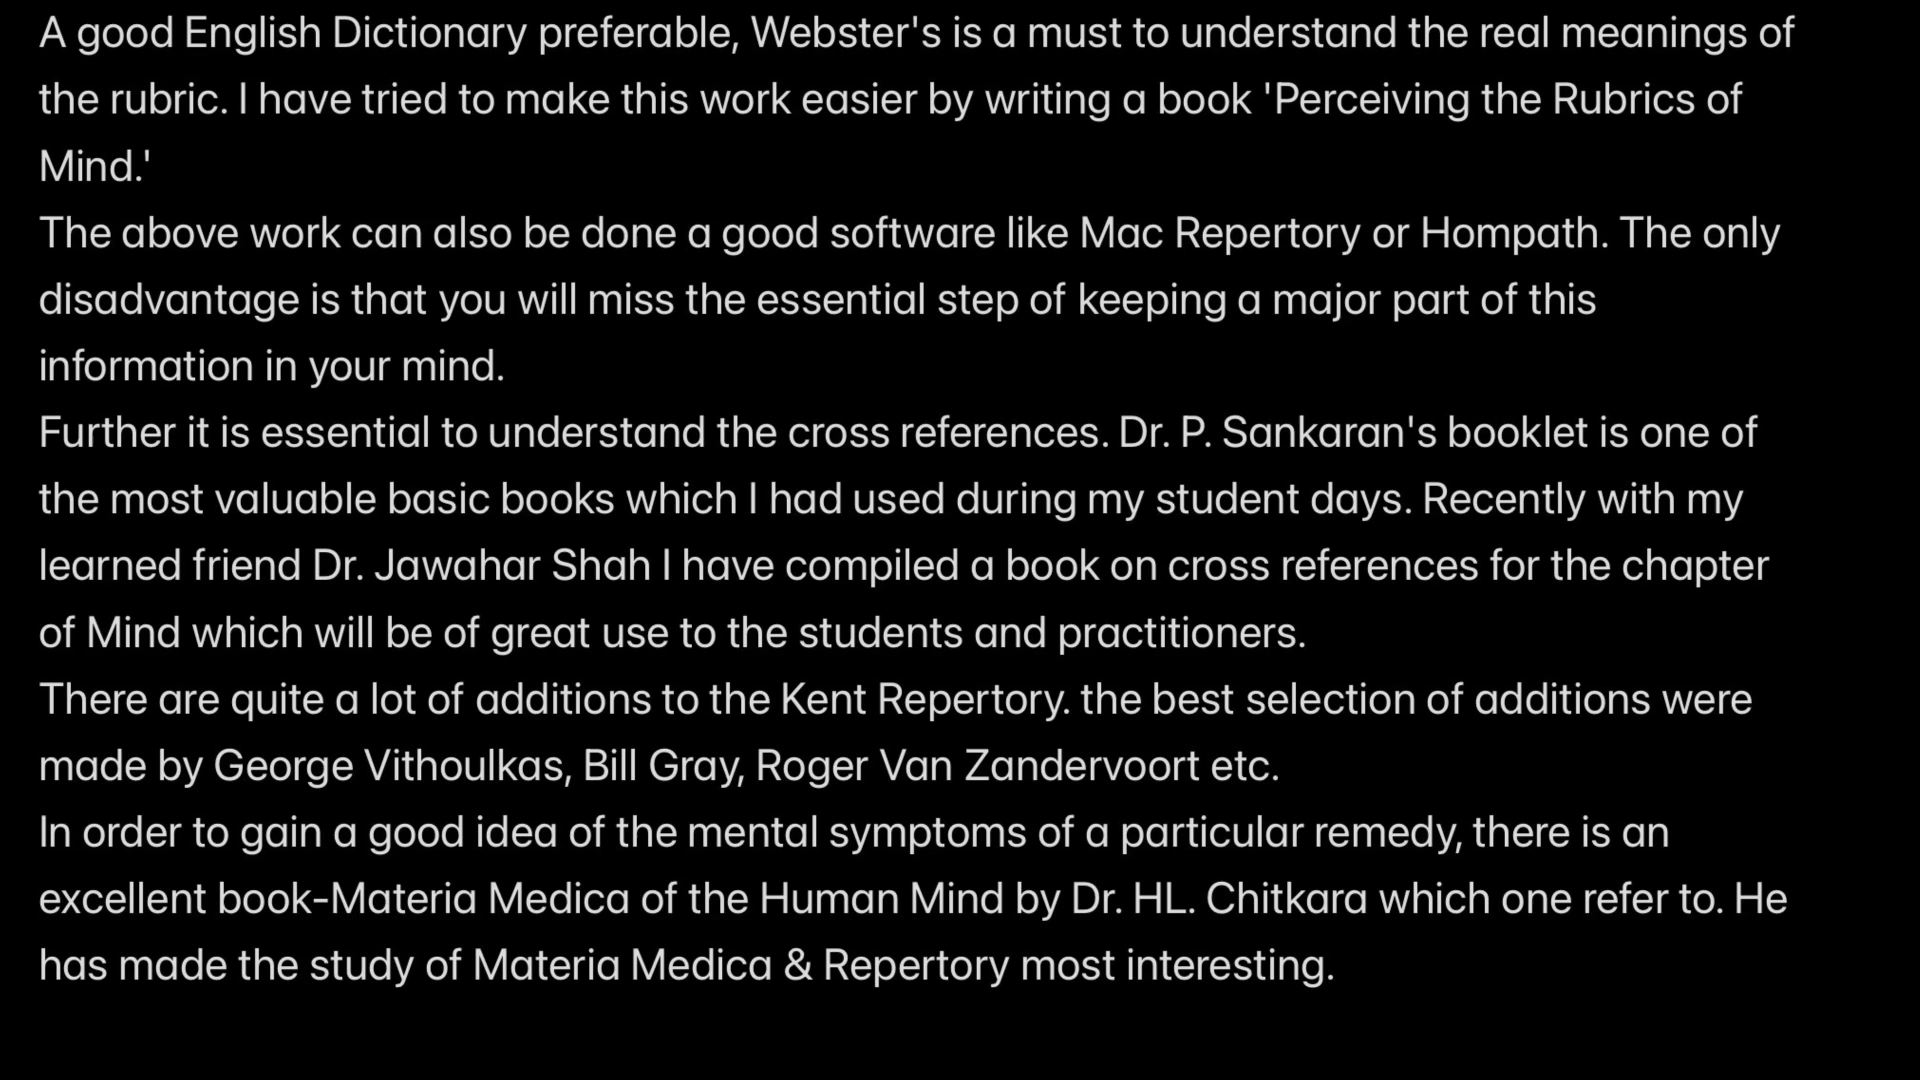 A good English Dictionary preferable, Webster's is a must to understand the real meanings of
the rubric. I have tried to make this work easier by writing a book 'Perceiving the Rubrics of
Mind.'
The above work can also be done a good software like Mac Repertory or Hompath. The only
disadvantage is that you will miss the essential step of keeping a major part of this
information in your mind.
Further it is essential to understand the cross references. Dr. P. Sankaran's booklet is one of
the most valuable basic books which I had used during my student days. Recently with my
learned friend Dr. Jawahar Shah I have compiled a book on cross references for the chapter
of Mind which will be of great use to the students and practitioners.
There are quite a lot of additions to the Kent Repertory. the best selection of additions were
made by George Vithoulkas, Bill Gray, Roger Van Zandervoort etc.
In order to gain a good idea of the mental symptoms of a particular remedy, there is an
excellent book-Materia Medica of the Human Mind by Dr. HL. Chitkara which one refer to. He
has made the study of Materia Medica & Repertory most interesting.